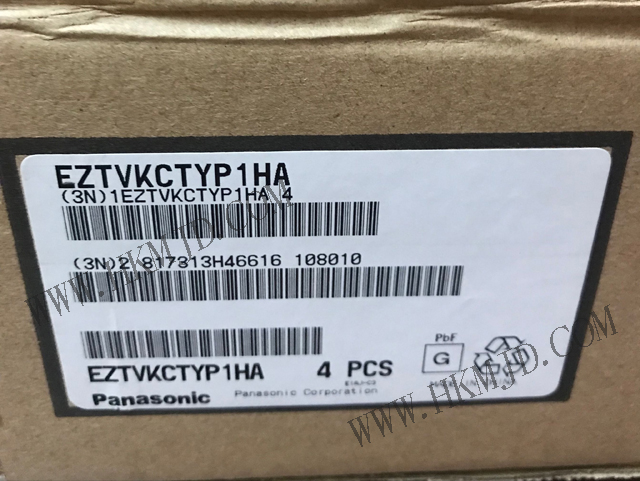 EZTVKCTYP1HA
(3N)1EZTVKCTYP1HA 4
(3N)2 817313H46616 108010
EZTVKCTYP1HA 4 PCS
PbF
G
Panasonic
Panasonic Corporation
WWW.HKMJD.COM
WWW.HKMJD.COM